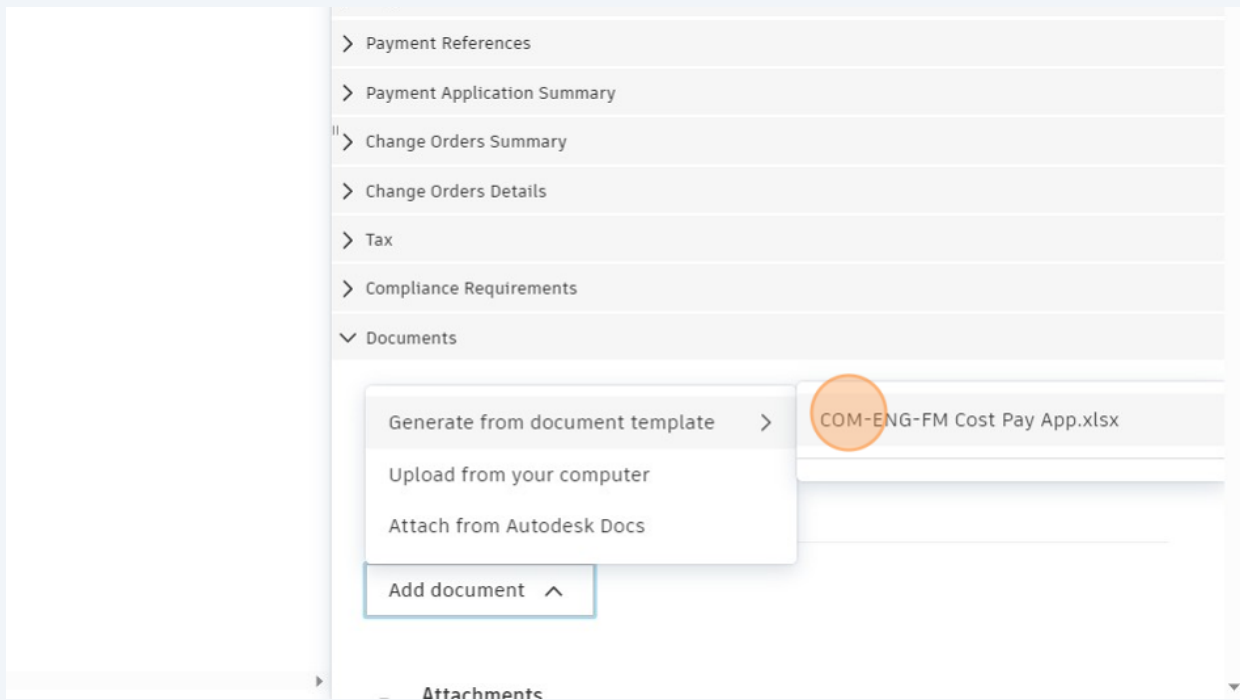 Payment References
Payment Application Summary
Change Orders Summary
Change Orders Details
Tax
Compliance Requirements
Documents
Generate from document template
COM-ENG-FM Cost Pay App.xlsx
Upload from your computer
Attach from Autodesk Docs
Add document
Attachments